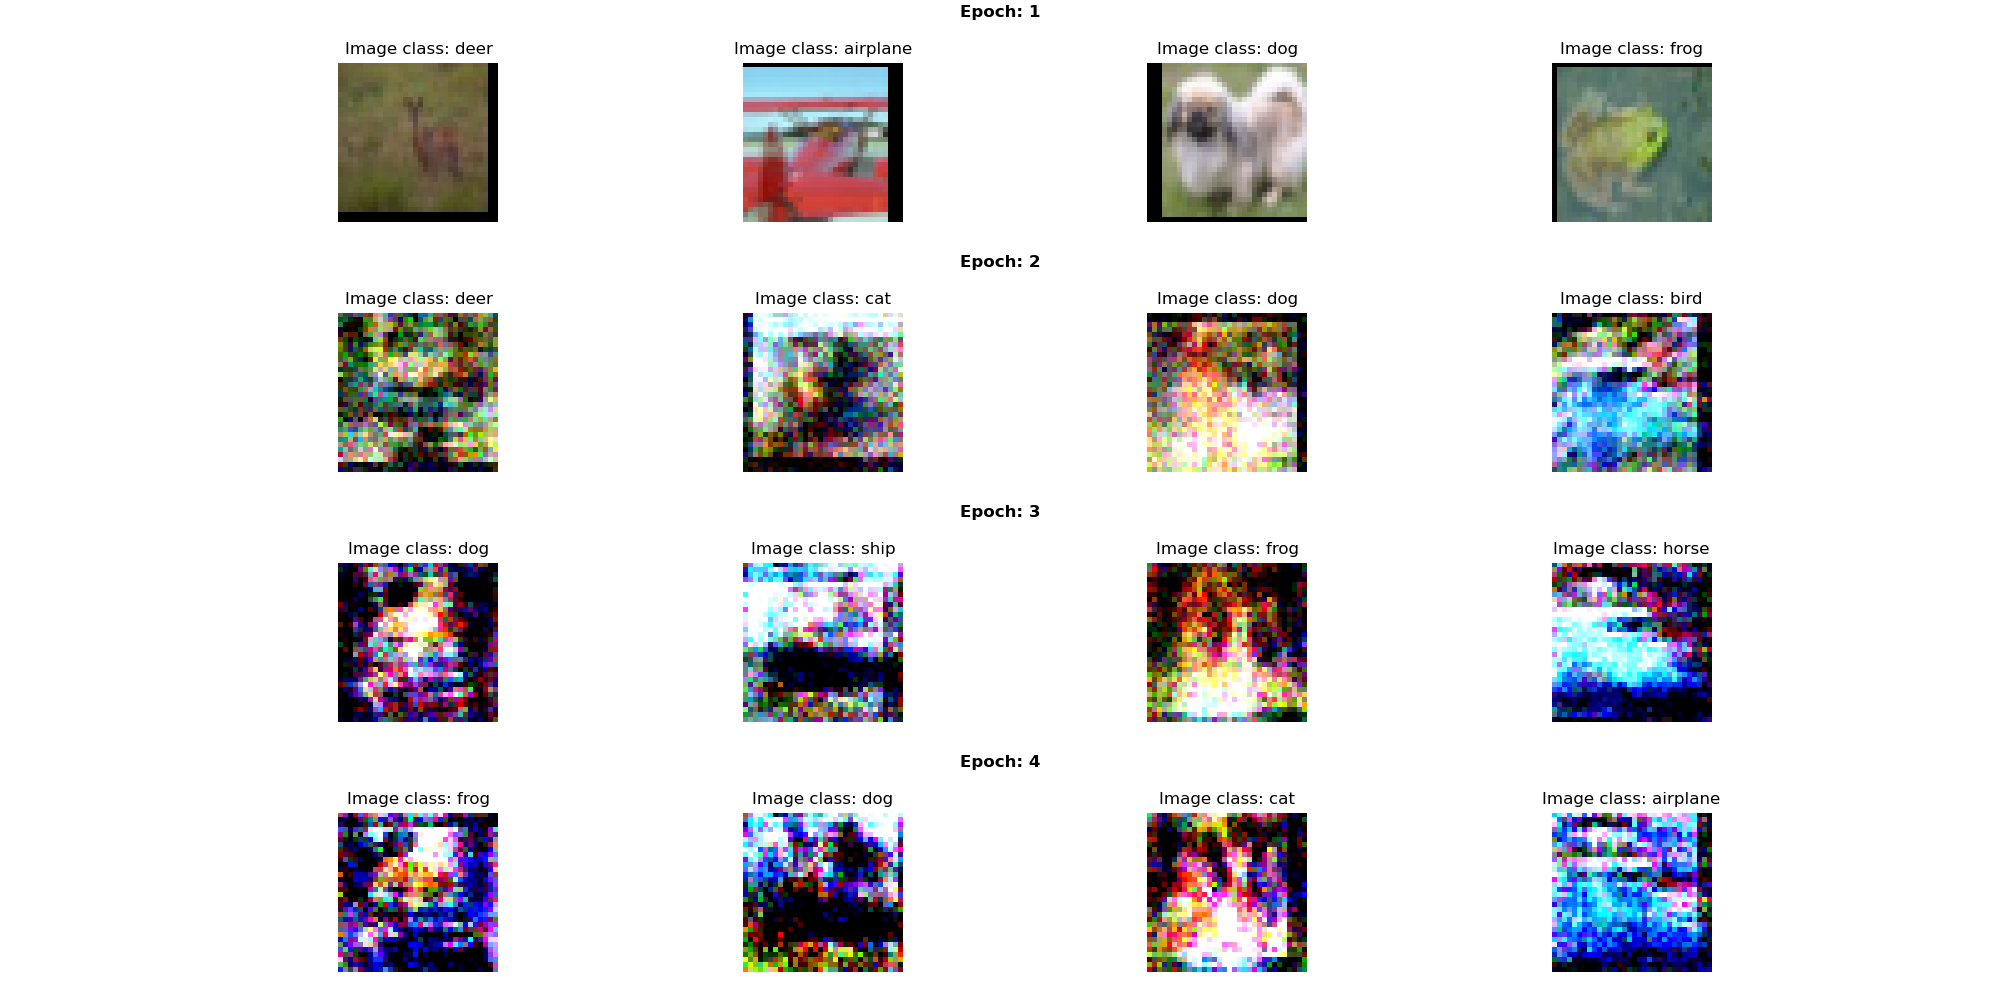 Epoch: 1
Image class: deer
Image class: airplane
Image class: dog
Image class: frog
Epoch: 2
Image class: deer
Image class: cat
Image class: dog
Image class: bird
Epoch: 3
Image class: dog
Image class: ship
Image class: frog
Image class: horse
Epoch: 4
Image class: frog
Image class: dog
Image class: cat
Image class: airplane